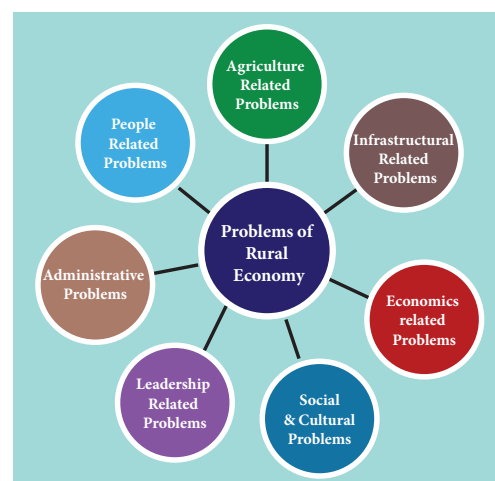 Agriculture
Related
Problems
People
Related
Problems
Infrastructural
Related
Problems
Problems of
Rural
Economy
Administrative
Problems
Economics
related
Problems
Leadership
Related
Problems
Social
& Cultural
Problems